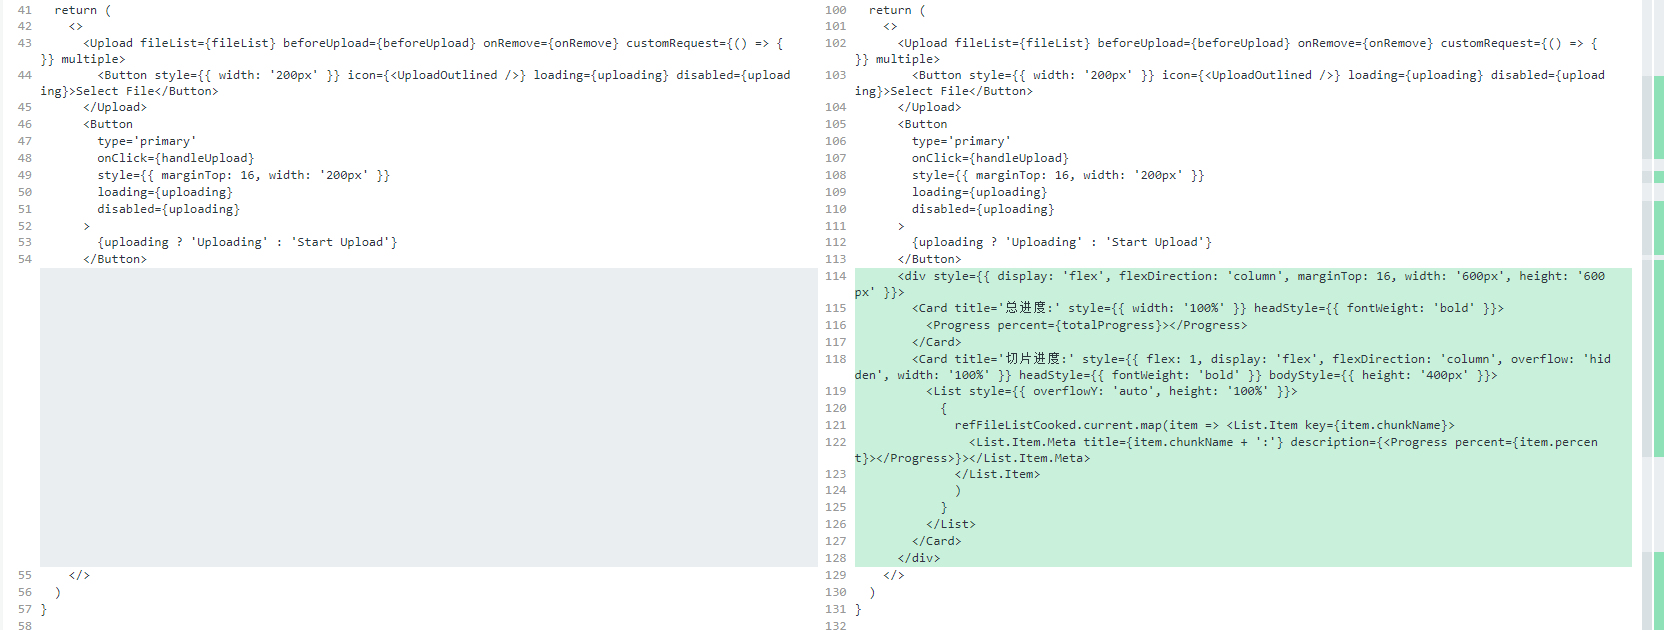 41 return (
42 <>
43 <Upload fileList={fileList} beforeUpload={beforeUpload} onRemove={onRemove} customRequest={() => {
}} multiple>
44 <Button style={{ width: '200px' }} icon={<UploadOutlined />} loading={uploading} disabled={upload
ing}>Select File</Button>
45 </Upload>
46 <Button
47 type='primary'
48 onClick={handleUpload}
49 style={{ marginTop: 16, width: '200px' }}
50 loading={uploading}
51 disabled={uploading}
52 >
53 {uploading ? 'Uploading' : 'Start Upload'}
54 </Button>
55 </>
56 )
57 }
58
100 return (
101 <>
102 <Upload fileList={fileList} beforeUpload={beforeUpload} onRemove={onRemove} customRequest={() => {
}} multiple>
103 <Button style={{ width: '200px' }} icon={<UploadOutlined />} loading={uploading} disabled={upload
ing}>Select File</Button>
104 </Upload>
105 <Button
106 type='primary'
107 onClick={handleUpload}
108 style={{ marginTop: 16, width: '200px' }}
109 loading={uploading}
110 disabled={uploading}
111 >
112 {uploading ? 'Uploading' : 'Start Upload'}
113 </Button>
114 <div style={{ display: 'flex', flexDirection: 'column', marginTop: 16, width: '600px', height: '600
px' }}>
115 <Card title='总进度:' style={{ width: '100%' }} headStyle={{ fontWeight: 'bold' }}>
116 <Progress percent={totalProgress}></Progress>
117 </Card>
118 <Card title='切片进度:' style={{ flex: 1, display: 'flex', flexDirection: 'column', overflow: 'hid
den', width: '100%' }} headStyle={{ fontWeight: 'bold' }} bodyStyle={{ height: '400px' }}>
119 <List style={{ overflowY: 'auto', height: '100%' }}>
120 {
121 refFileListCooked.current.map(item => <List.Item key={item.chunkName}>
122 <List.Item.Meta title={item.chunkName + ':'} description={<Progress percent={item.percen
t}></Progress>}></List.Item.Meta>
123 </List.Item>
124 )
125 }
126 </List>
127 </Card>
128 </div>
129 </>
130 )
131 }
132